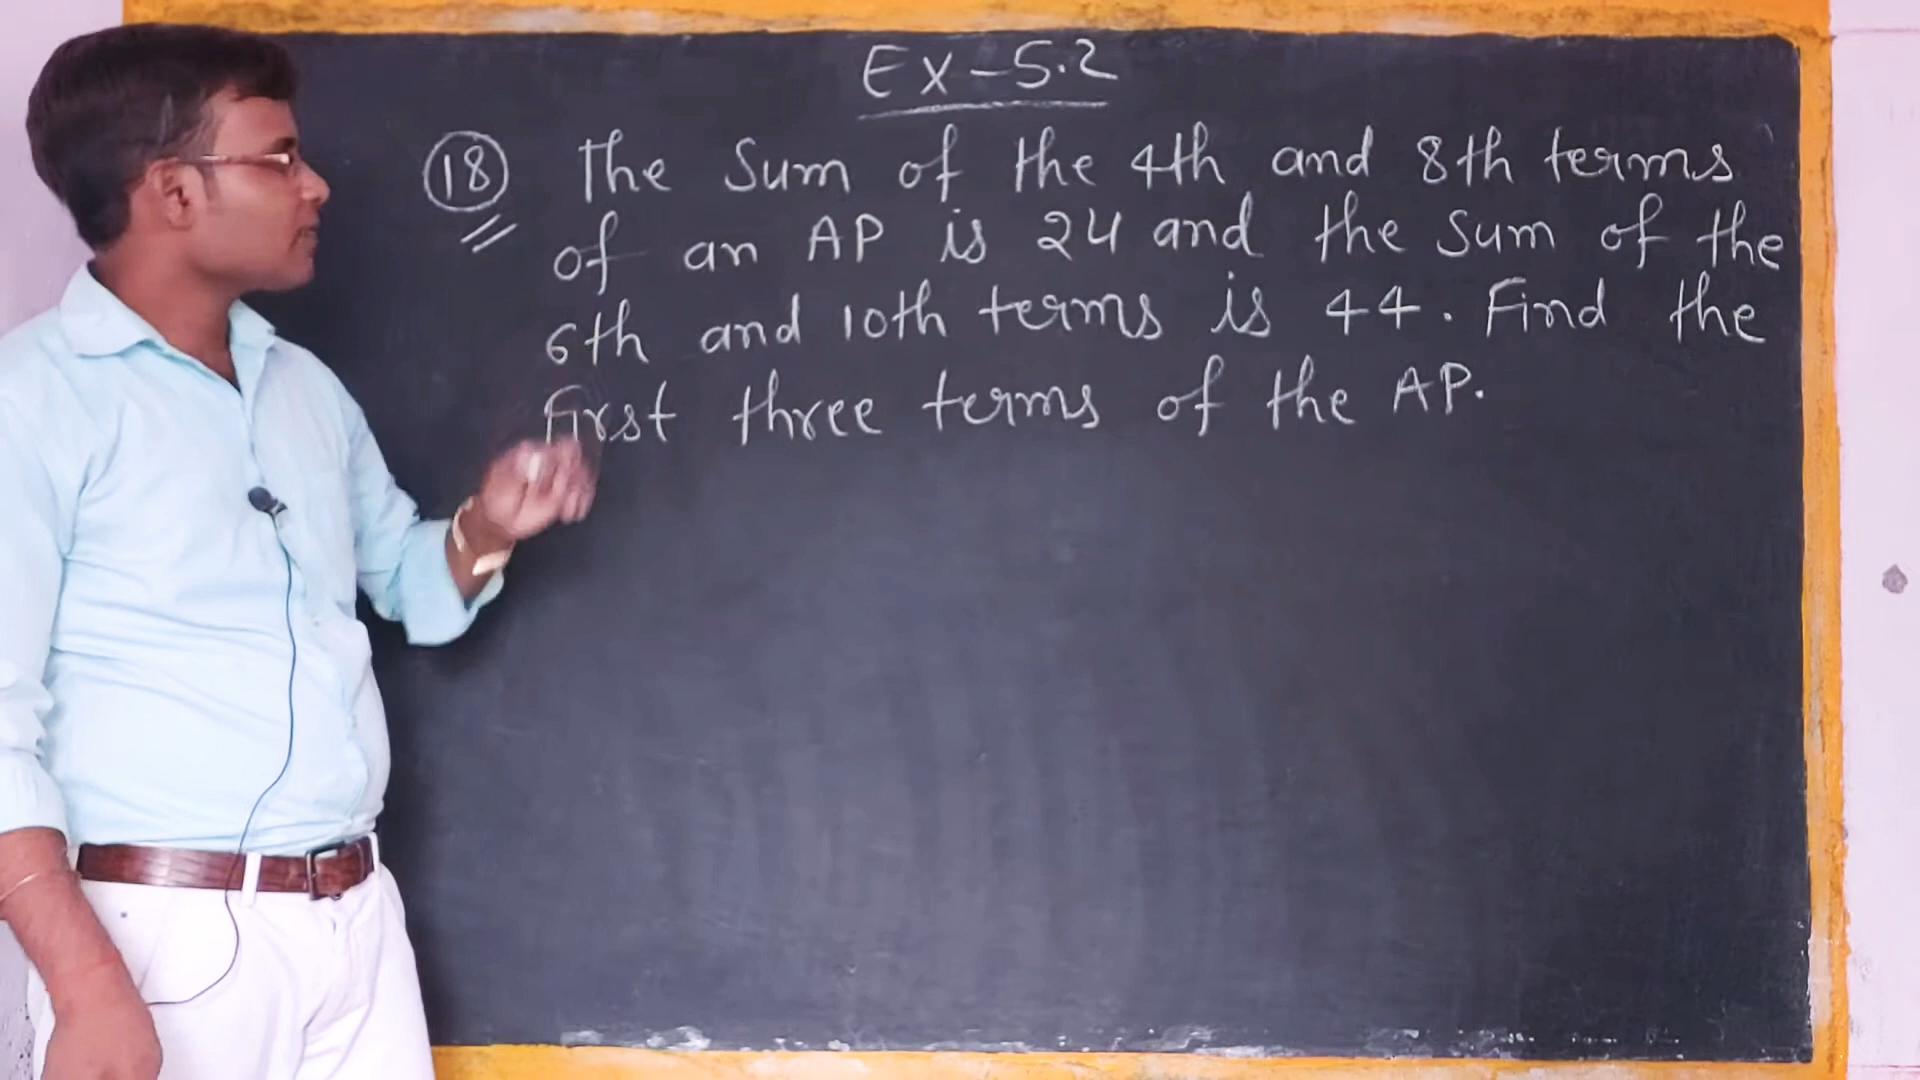 Ex-5.2
18 The Sum of the 4th and 8th terms
of an AP is 24 and the Sum of the
6th and 10th terms is 44. Find the
First three terms of the AP.